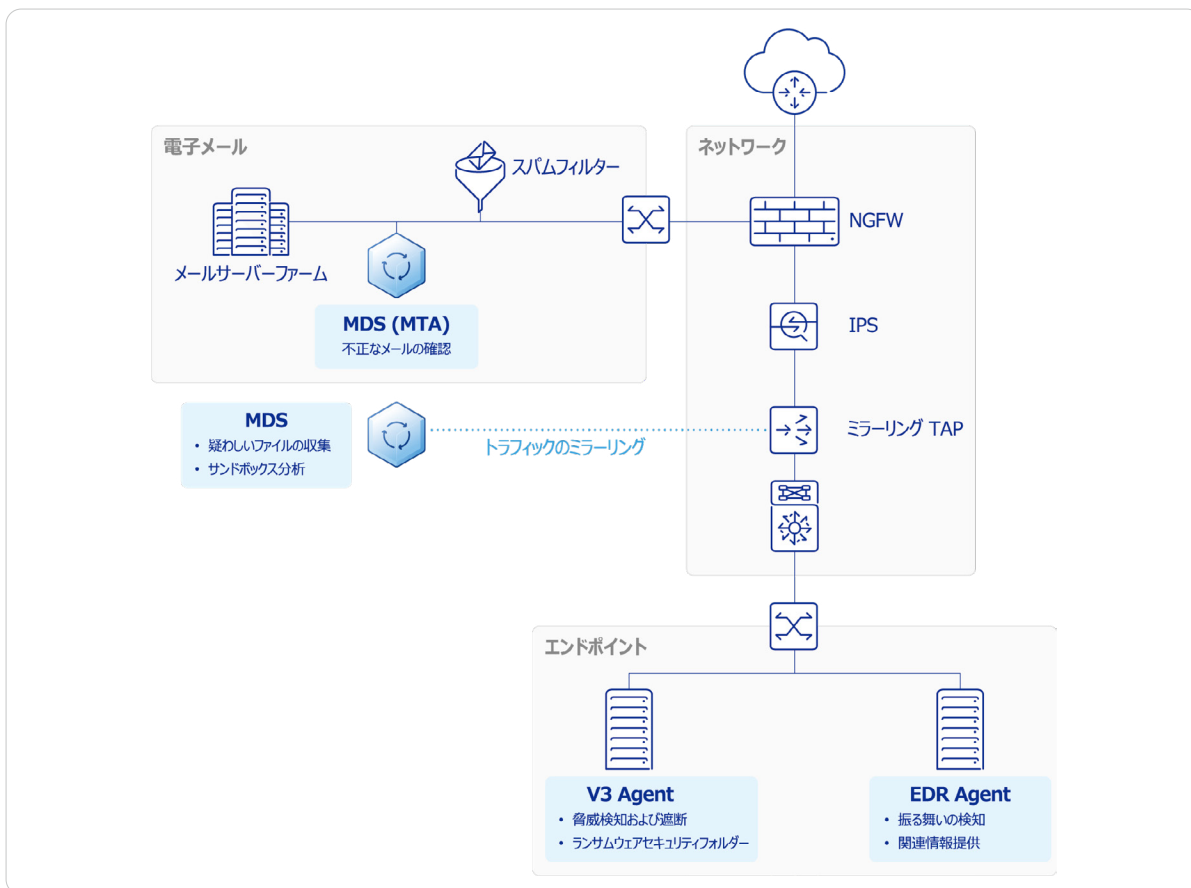 電子メール
スパムフィルター
メールサーバーファーム
MDS (MTA)
不正なメールの確認
ネットワーク
NGFW
IPS
ミラーリング TAP
MDS
• 疑わしいファイルの収集
• サンドボックス分析
トラフィックのミラーリング
エンドポイント
V3 Agent
• 脅威検知および遮断
• ランサムウェアセキュリティフォルダー
EDR Agent
• 振る舞いの検知
• 関連情報提供